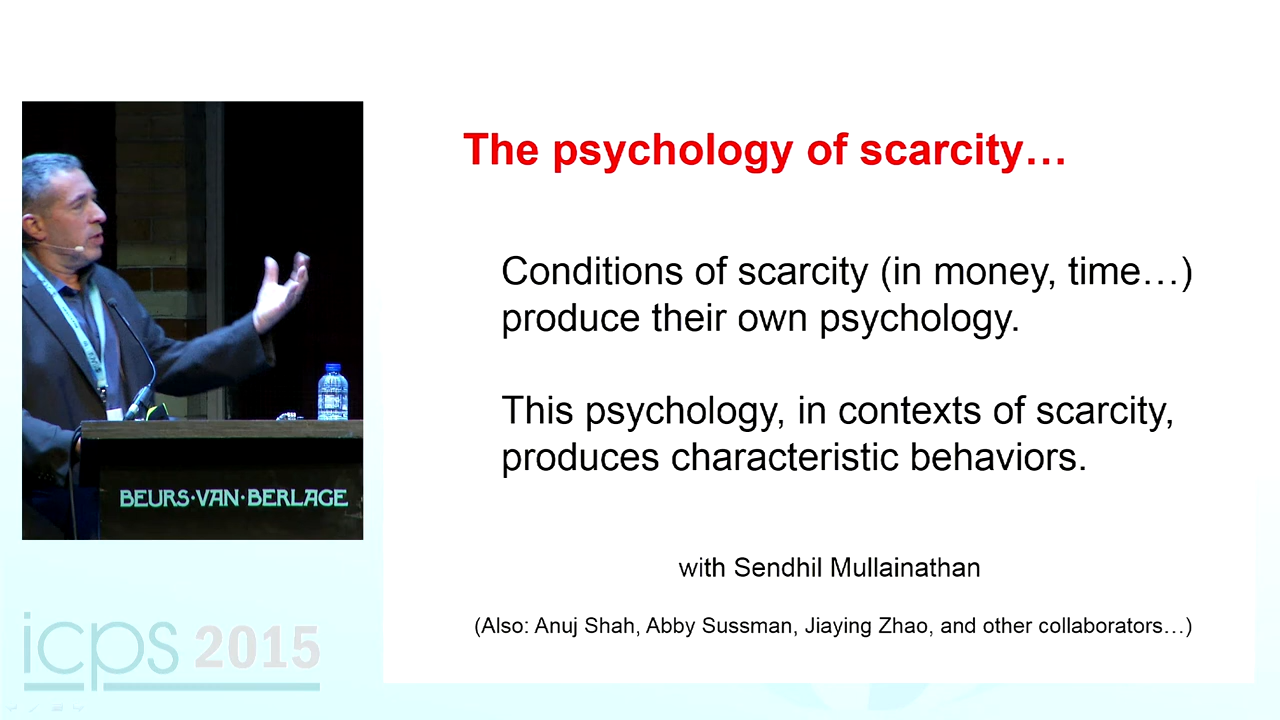 The psychology of scarcity…
Conditions of scarcity (in money, time…)
produce their own psychology.
This psychology, in contexts of scarcity,
produces characteristic behaviors.
with Sendhil Mullainathan
(Also: Anuj Shah, Abby Sussman, Jiaying Zhao, and other collaborators…)
BEURS·VAN·BERLAGE
icps 2015